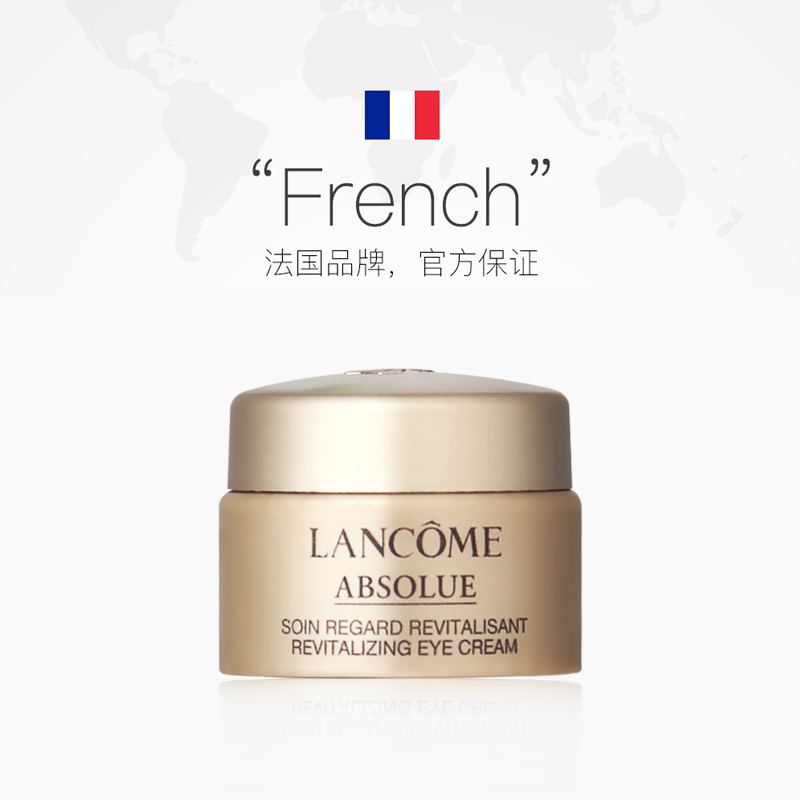 “French”
法国品牌，官方保证
LANCÔME
ABSOLUE
SOIN REGARD REVITALISANT
REVITALIZING EYE CREAM